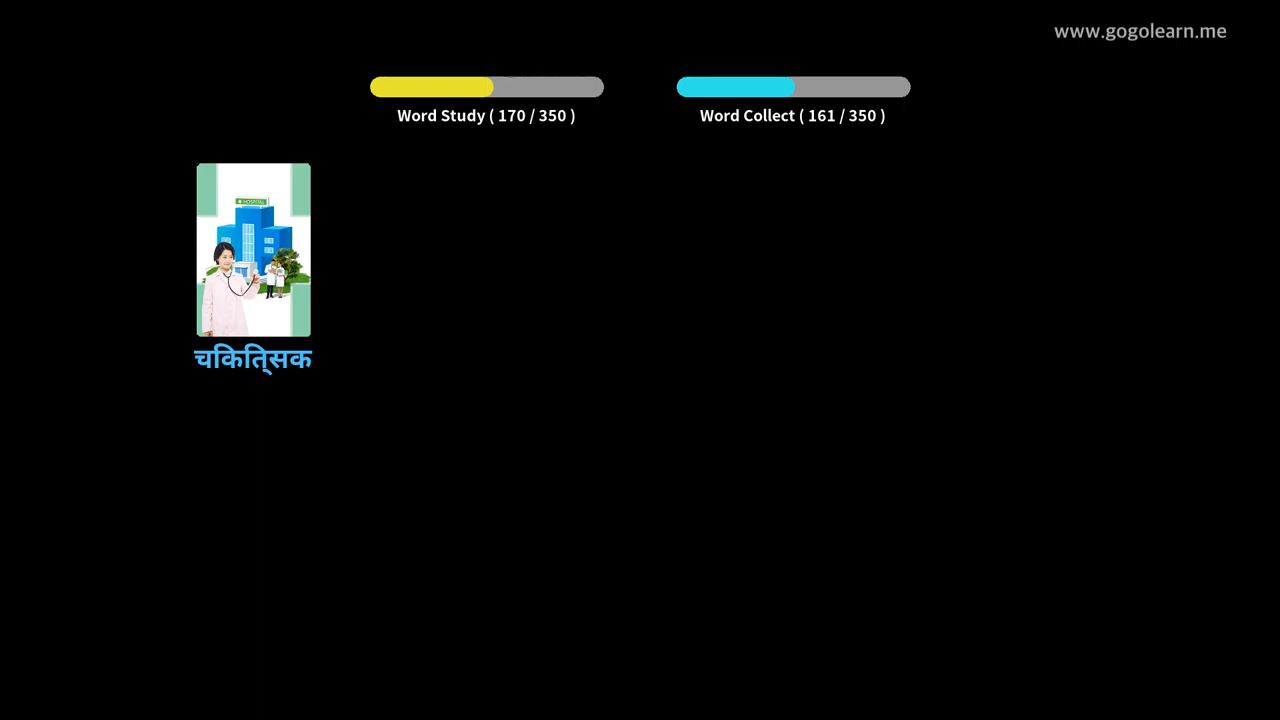 www.gogolearn.me
Word Study ( 170 / 350 )
Word Collect ( 161 / 350 )
HOSPITAL
चिकित्सक